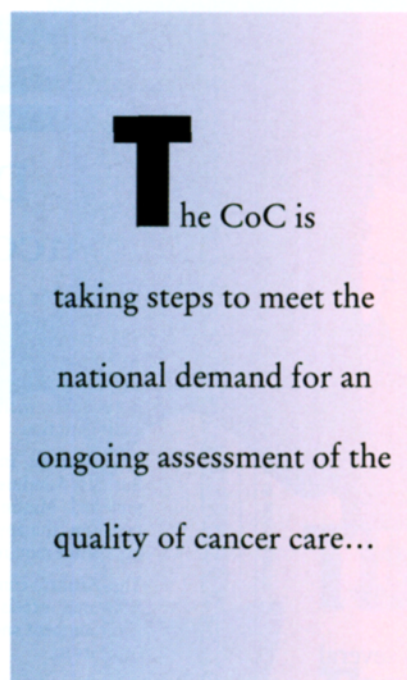 The CoC is
taking steps to meet the
national demand for an
ongoing assessment of the
quality of cancer care...